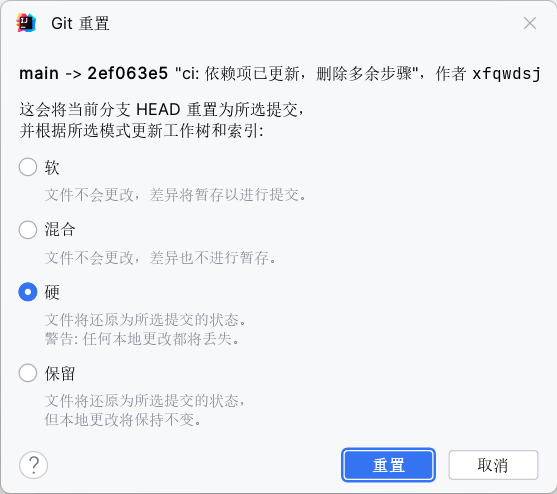 Git 重置
main -> 2ef063e5 "ci: 依赖项已更新，删除多余步骤"，作者 xfqwdsj
这会将当前分支 HEAD 重置为所选提交，
并根据所选模式更新工作树和索引:
软
文件不会更改，差异将暂存以进行提交。
混合
文件不会更改，差异也不进行暂存。
硬
文件将还原为所选提交的状态。
警告: 任何本地更改都将丢失。
保留
文件将还原为所选提交的状态，
但本地更改将保持不变。
? 重置 取消